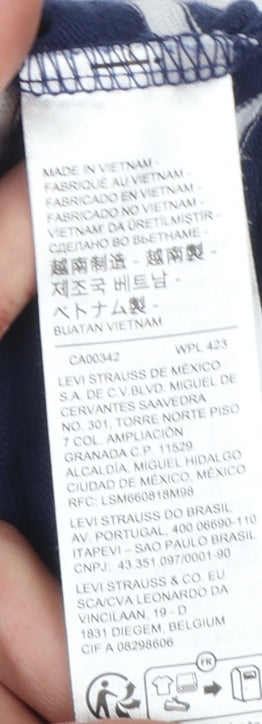 MADE IN VIETNAM -
FABRIQUÉ AU VIETNAM -
FABRICADO EN VIETNAM -
FABRICADO NO VIETNAM -
VİETNAM' DA ÜRETİLMİŞTİR -
СДЕЛАНО ВО ВЬЕТНАМЕ -
越南制造 - 越南製 -
제조국 베트남 -
ベトナム製 -
BUATAN VIETNAM
CA00342 WPL 423
LEVI STRAUSS DE MÉXICO
S.A. DE C.V.BLVD. MIGUEL DE
CERVANTES SAAVEDRA
NO. 301, TORRE NORTE PISO
7 COL. AMPLIACIÓN
GRANADA C.P. 11529
ALCALDÍA. MIGUEL HIDALGO
CIUDAD DE MÉXICO, MÉXICO
RFC: LSM660818M98
LEVI STRAUSS DO BRASIL
AV. PORTUGAL, 400 06690-110
ITAPEVI – SAO PAULO BRASIL
CNPJ: 43.351.097/0001-90
LEVI STRAUSS & CO. EU
SCA/CVA LEONARDO DA
VINCILAAN, 19 - D
1831 DIEGEM, BELGIUM
CIF A 08298606
FR